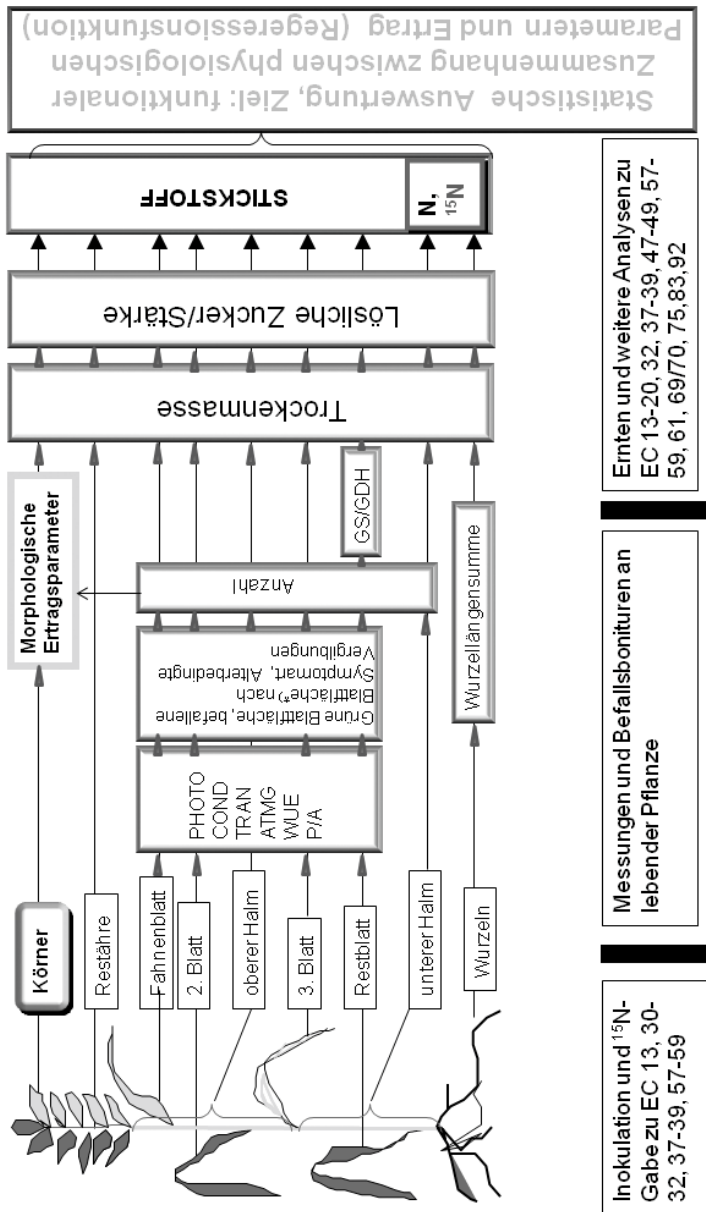 Körner
Restähre
Fahnenblatt
2. Blatt
oberer Halm
3. Blatt
Restblatt
unterer Halm
Wurzeln
PHOTO
COND
TRAN
ATMG
WUE
P/A
Grüne Blattfläche, befallene
Blattfläche*) nach
Symptomart, Alterbedingte
Vergilbungen
Anzahl
Morphologische
Ertragsparameter
GS/GDH
Wurzellängensumme
Trockenmasse
Lösliche Zucker/Stärke
STICKSTOFF
N,
15N
Statistische Auswertung, Ziel: funktionaler
Zusammenhang zwischen physiologischen
Parametern und Ertrag (Regeressionsfunktion)
Inokulation und 15N-
Gabe zu EC 13, 30-
32, 37-39, 57-59
Messungen und Befallsbonituren an
lebender Pflanze
Ernten und weitere Analysen zu
EC 13-20, 32, 37-39, 47-49, 57-
59, 61, 69/70, 75,83,92